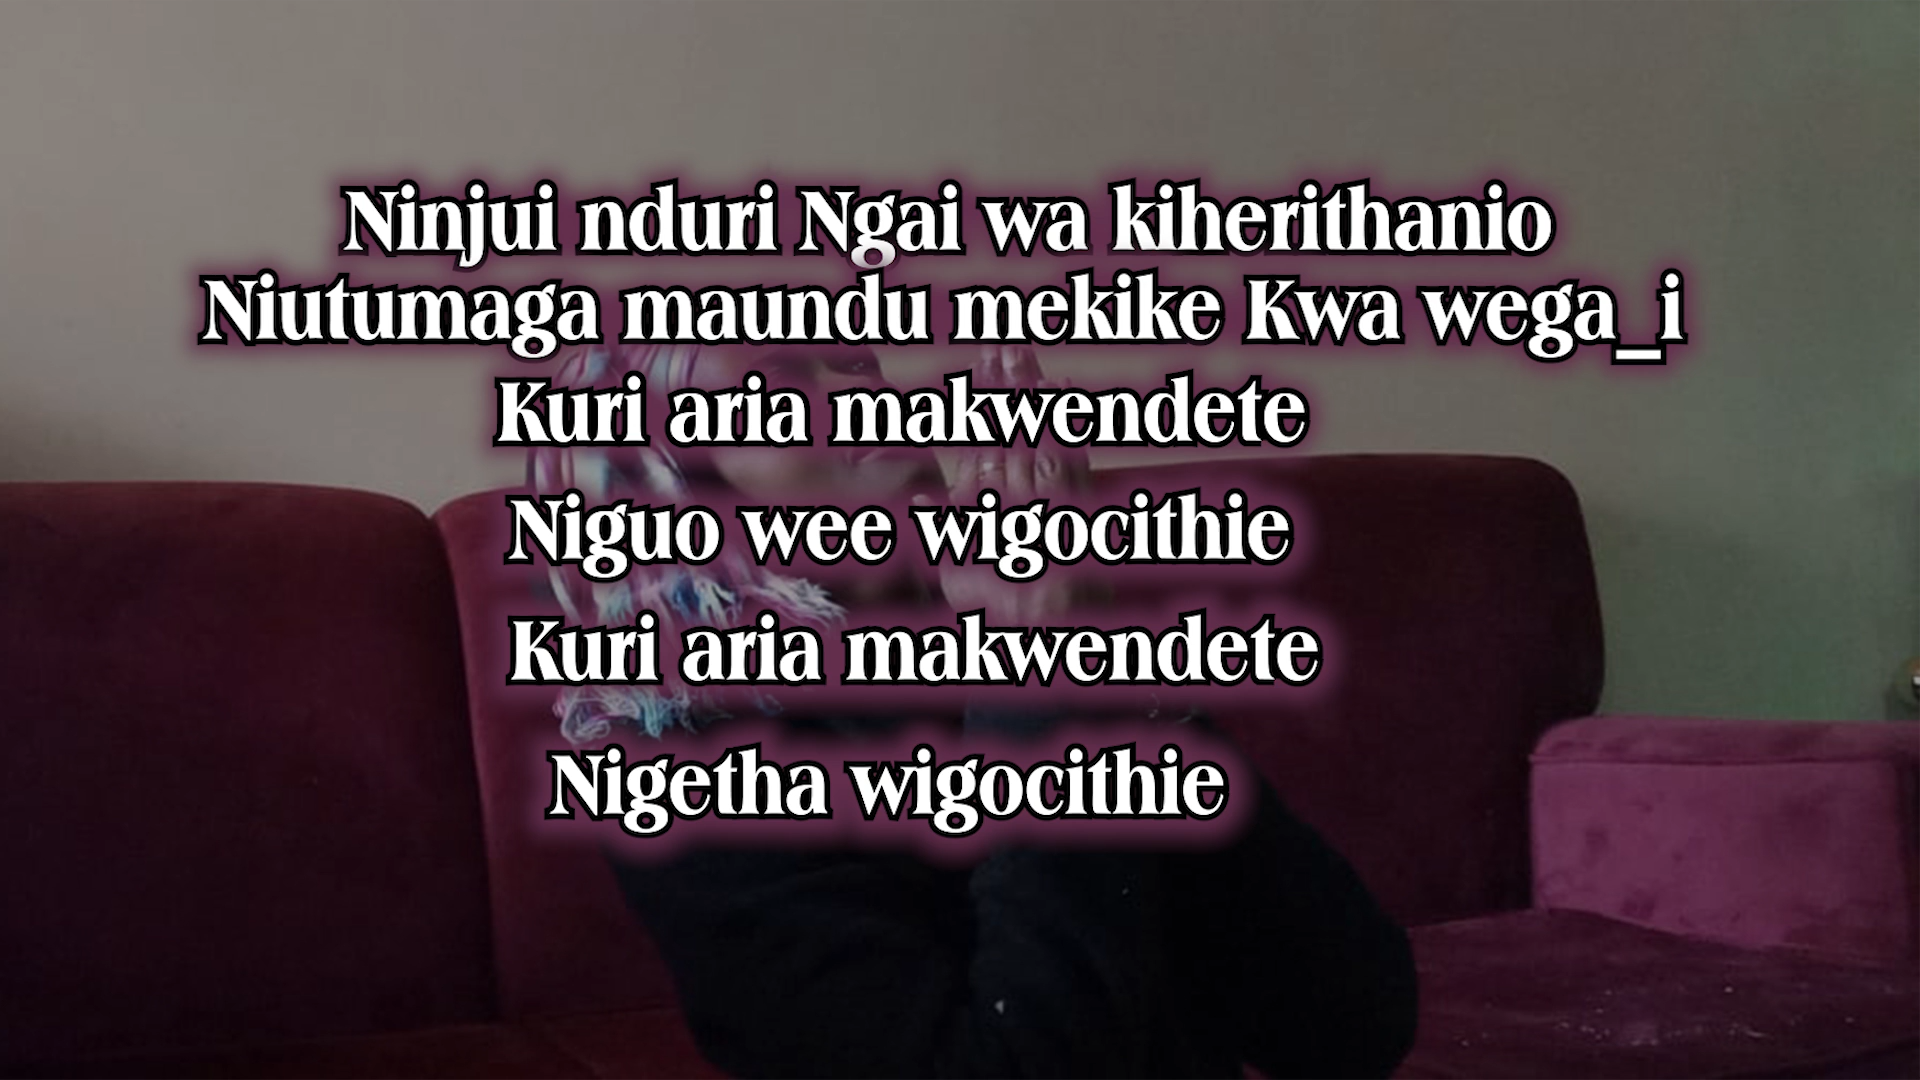 Ninjui nduri Ngai wa kiherithanio
Niutumaga maundu mekike Kwa wega_i
Kuri aria makwendete
Niguo wee wigocithie
Kuri aria makwendete
Nigetha wigocithie